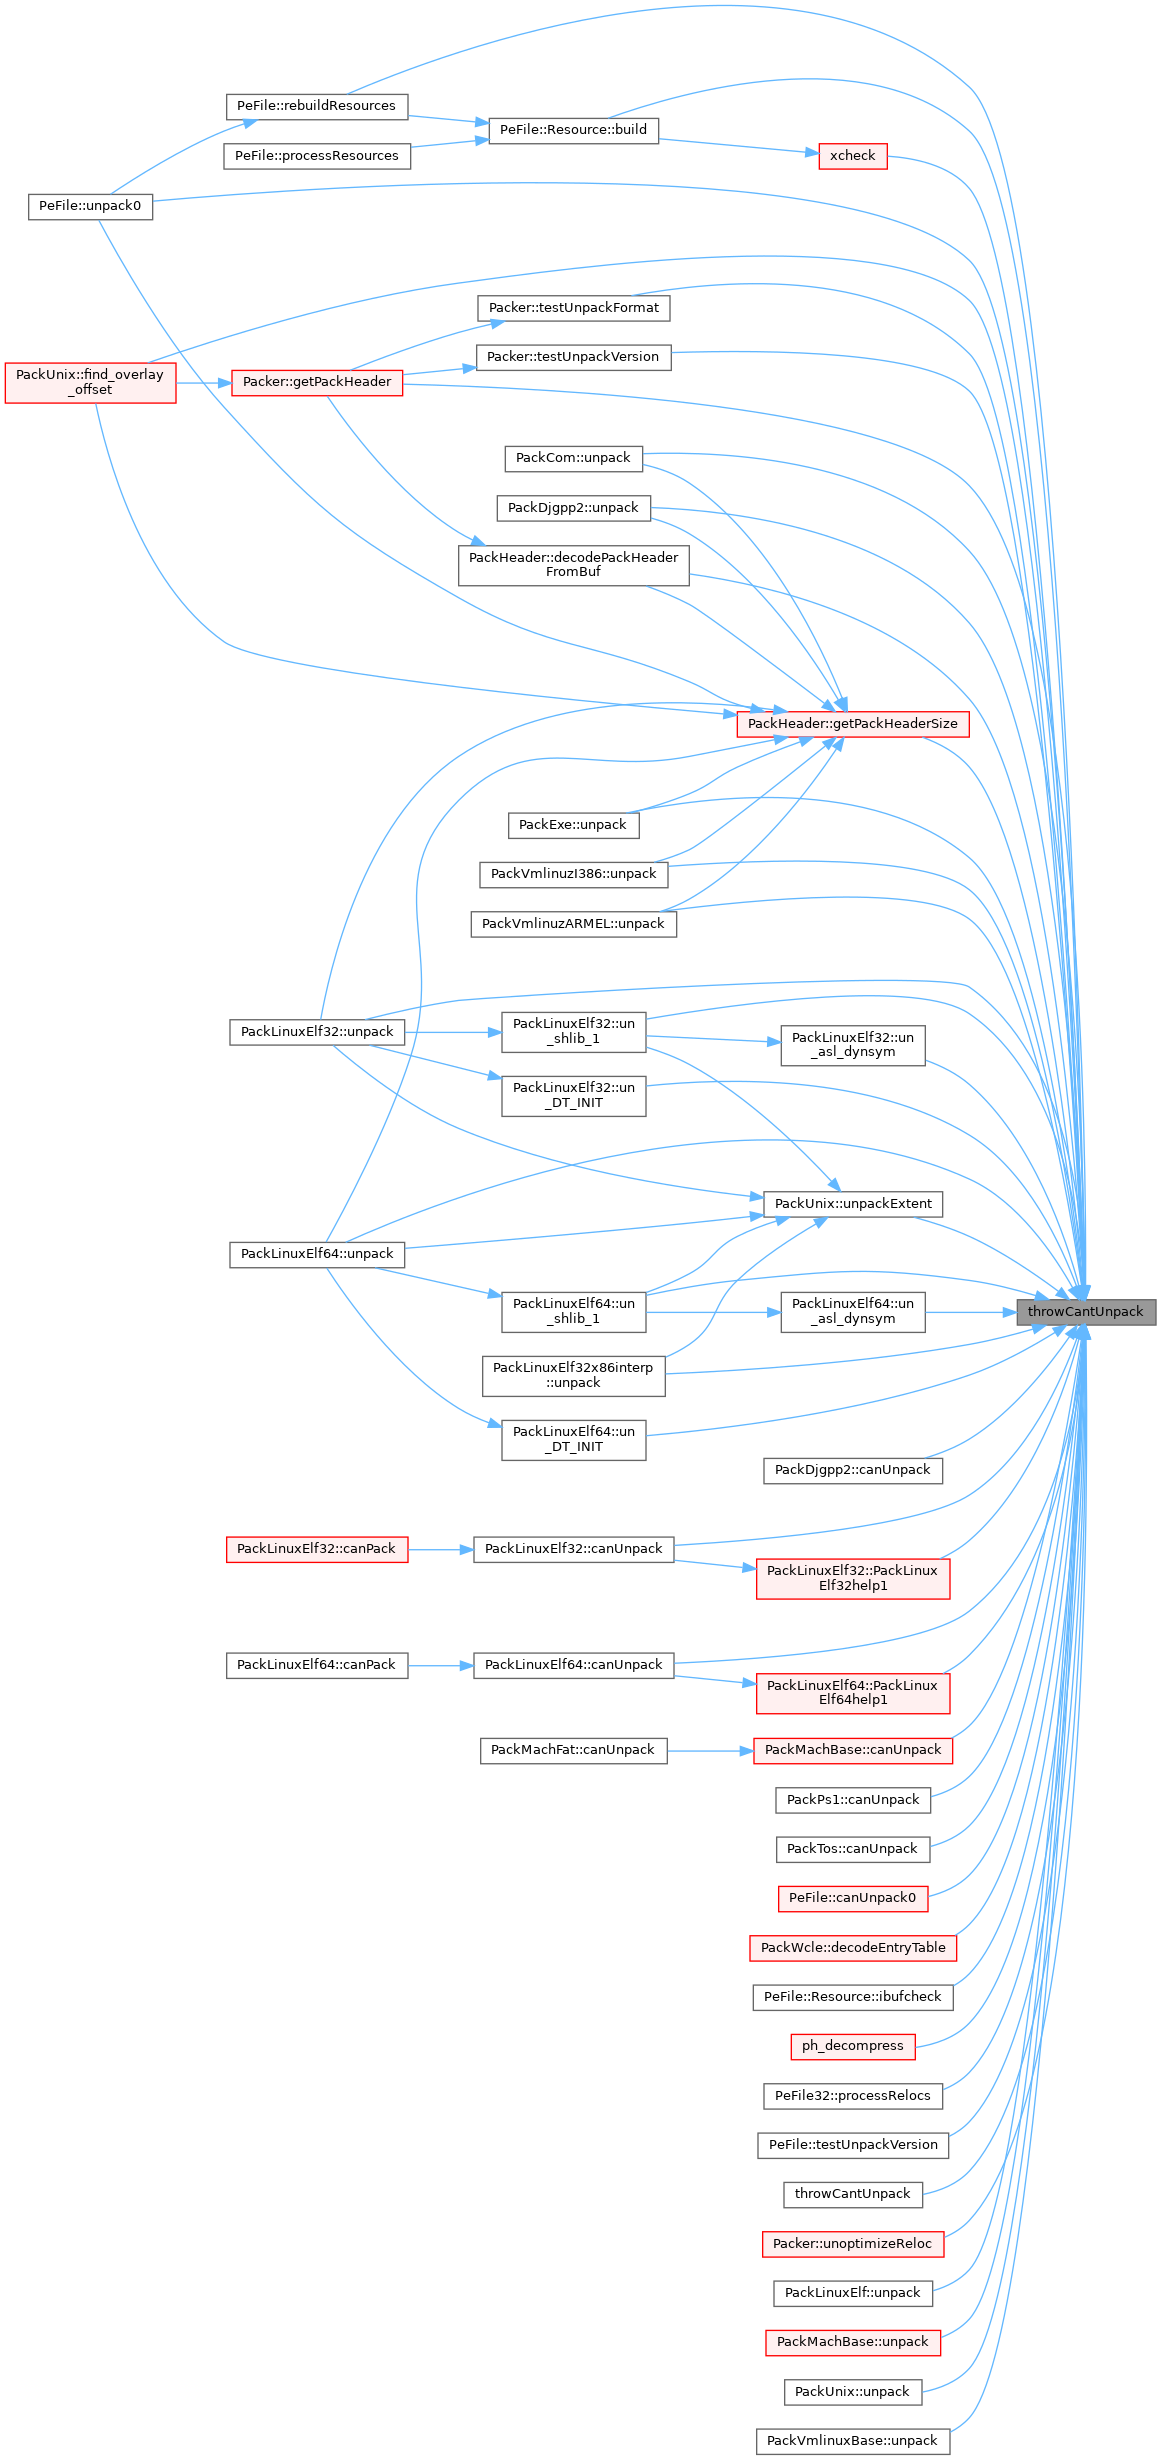 PeFile::rebuildResources
PeFile::Resource::build
PeFile::processResources
xcheck
PeFile::unpack0
Packer::testUnpackFormat
Packer::testUnpackVersion
PackUnix::find_overlay
_offset
Packer::getPackHeader
PackCom::unpack
PackDjgpp2::unpack
PackHeader::decodePackHeader
FromBuf
PackHeader::getPackHeaderSize
PackExe::unpack
PackVmlinuzI386::unpack
PackVmlinuzARMEL::unpack
PackLinuxElf32::unpack
PackLinuxElf32::un
_shlib_1
PackLinuxElf32::un
_asl_dynsym
PackLinuxElf32::un
_DT_INIT
PackUnix::unpackExtent
PackLinuxElf64::unpack
PackLinuxElf64::un
_shlib_1
PackLinuxElf64::un
_asl_dynsym
throwCantUnpack
PackLinuxElf32x86interp
::unpack
PackLinuxElf64::un
_DT_INIT
PackDjgpp2::canUnpack
PackLinuxElf32::canPack
PackLinuxElf32::canUnpack
PackLinuxElf32::PackLinux
Elf32help1
PackLinuxElf64::canPack
PackLinuxElf64::canUnpack
PackLinuxElf64::PackLinux
Elf64help1
PackMachFat::canUnpack
PackMachBase::canUnpack
PackPs1::canUnpack
PackTos::canUnpack
PeFile::canUnpack0
PackWcle::decodeEntryTable
PeFile::Resource::ibufcheck
ph_decompress
PeFile32::processRelocs
PeFile::testUnpackVersion
throwCantUnpack
Packer::unoptimizeReloc
PackLinuxElf::unpack
PackMachBase::unpack
PackUnix::unpack
PackVmlinuxBase::unpack